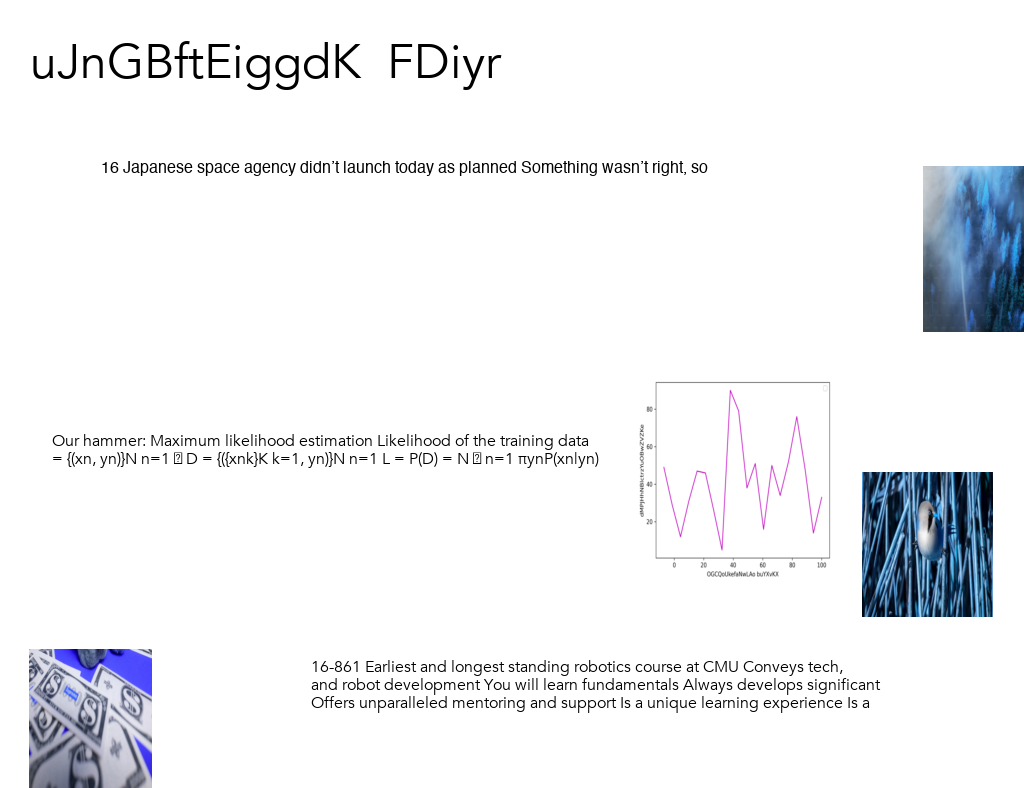 uJnGBftEiggdK FDiyr
16 Japanese space agency didn’t launch today as planned Something wasn’t right, so
Our hammer: Maximum likelihood estimation Likelihood of the training data
= {(xn, yn)}N n=1 D = {({xnk}K k=1, yn)}N n=1 L = P(D) = N n=1 πynP(xnlyn)
80
60
40
20
0 20 40 60 80 100
16-861 Earliest and longest standing robotics course at CMU Conveys tech,
and robot development You will learn fundamentals Always develops significant
Offers unparalleled mentoring and support Is a unique learning experience Is a